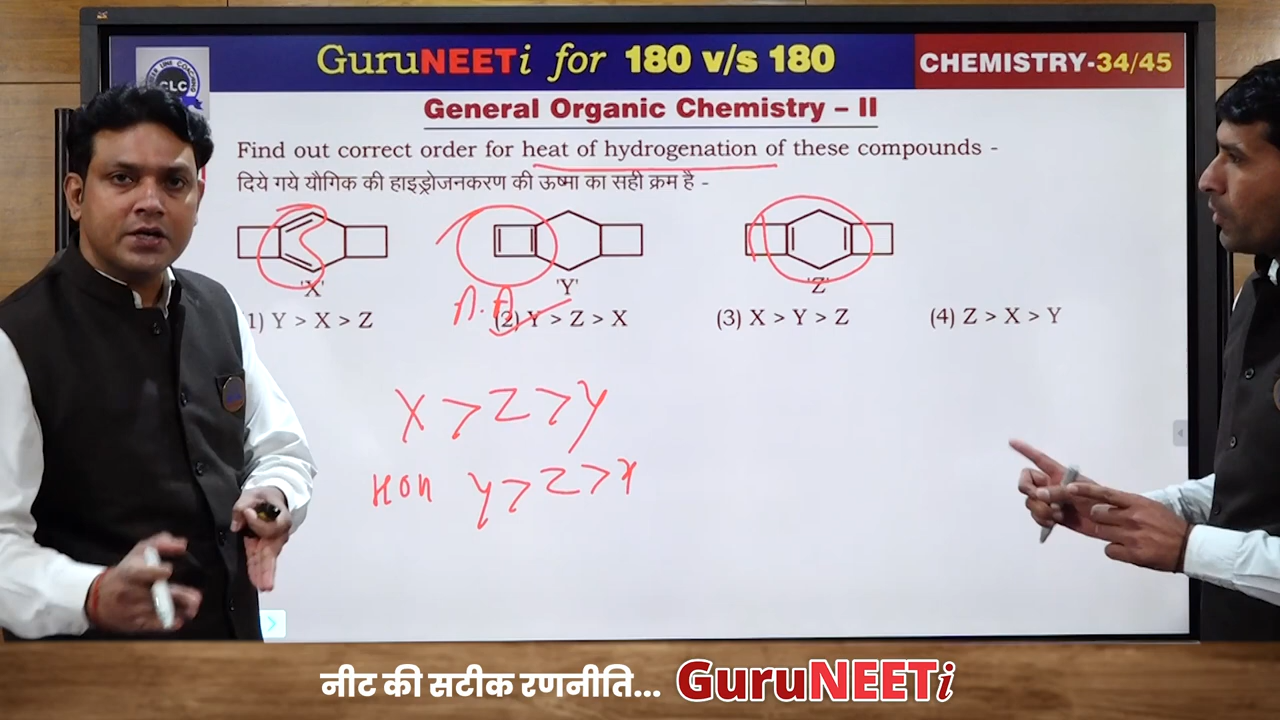 GuruNEETi for 180 v/s 180
CHEMISTRY-34/45
CLC
General Organic Chemistry – II
Find out correct order for heat of hydrogenation of these compounds -
दिये गये यौगिक की हाइड्रोजनकरण की ऊष्मा का सही क्रम है -
'X' 'Y' 'Z'
A.A
1) Y > X > Z (2) Y > Z > X (3) X > Y > Z (4) Z > X > Y
X > Z > Y
HOH Y > Z > X
नीट की सटीक रणनीति... GuruNEETi